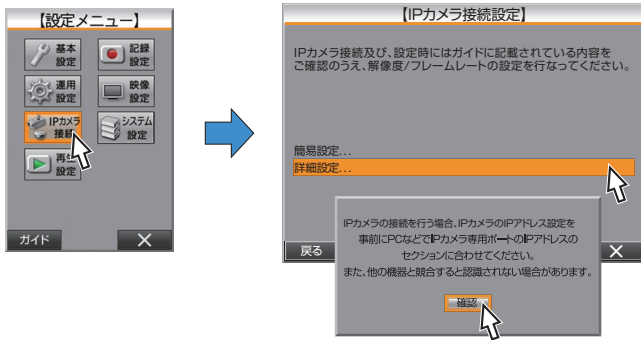 【設定メニュー】
基本
設定
記録
設定
運用
設定
映像
設定
IPカメラ
接続
システム
設定
再生
設定
ガイド
【IPカメラ接続設定】
IPカメラ接続及び、設定時にはガイドに記載されている内容を
ご確認のうえ、解像度/フレームレートの設定を行なってください。
簡易設定...
詳細設定...
戻る
IPカメラの接続を行う場合、IPカメラのIPアドレス設定を
事前にPCなどでIPカメラ専用ポートのIPアドレスの
セクションに合わせてください。
また、他の機器と競合すると認識されない場合があります。
確認